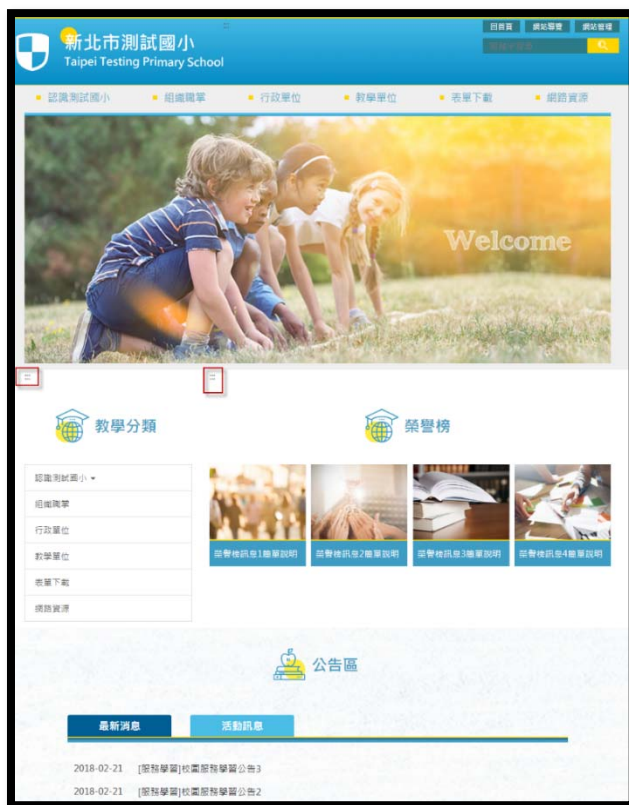 :::
回首頁 網站導覽 網站管理
新北市測試國小
Taipei Testing Primary School
認識測試國小 組織職掌 行政單位 教學單位 表單下載 網路資源
Welcome
::: :::
教學分類 榮譽榜
認識測試國小
組織職掌
行政單位
教學單位
表單下載
網路資源
榮譽榜訊息1簡單說明 榮譽榜訊息2簡單說明 榮譽榜訊息3簡單說明 榮譽榜訊息4簡單說明
公告區
最新消息 活動訊息
2018-02-21 [服務學習]校園服務學習公告3
2018-02-21 [服務學習]校園服務學習公告2